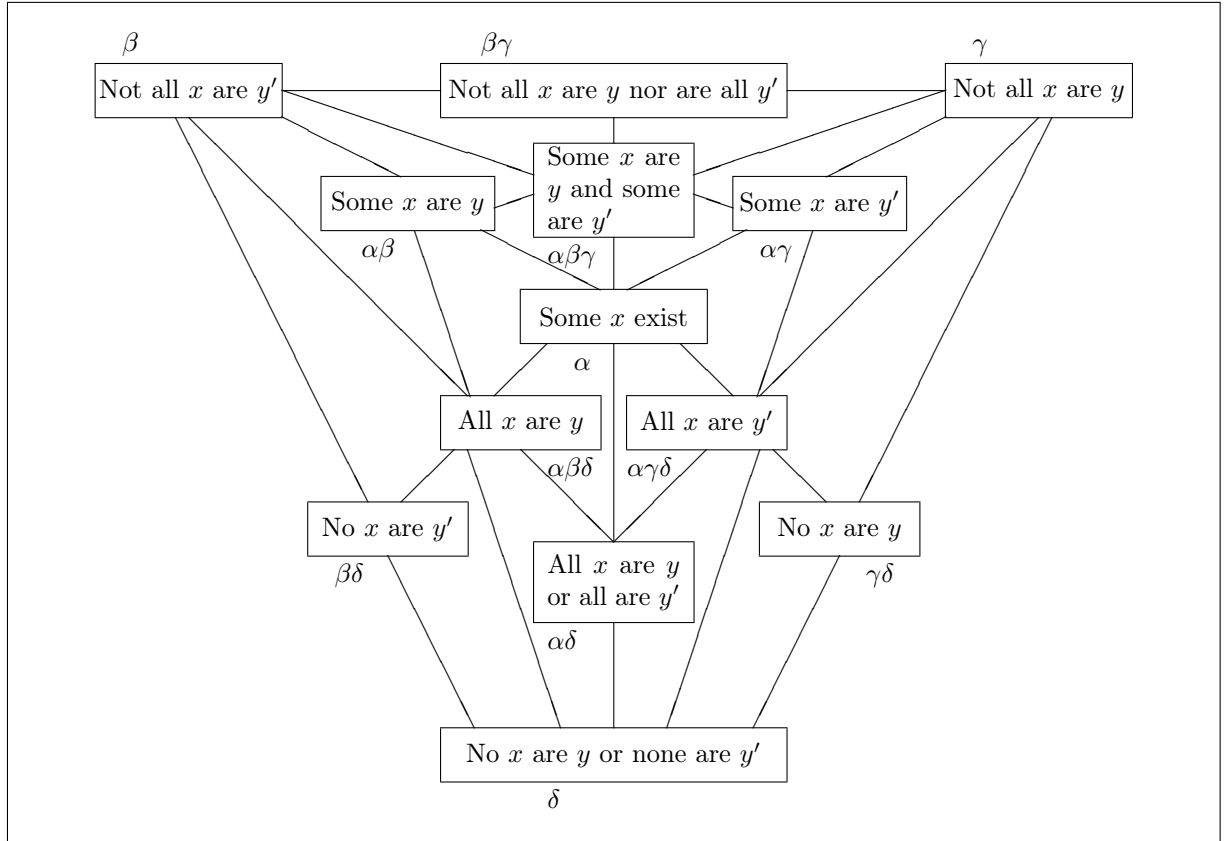 β
βγ
γ
Not all x are y′
Not all x are y nor are all y′
Not all x are y
Some x are
y and some
are y′
Some x are y
Some x are y′
αβ
αβγ
αγ
Some x exist
α
All x are y
All x are y′
αβδ
αγδ
No x are y′
No x are y
βδ
γδ
All x are y
or all are y′
αδ
No x are y or none are y′
δ